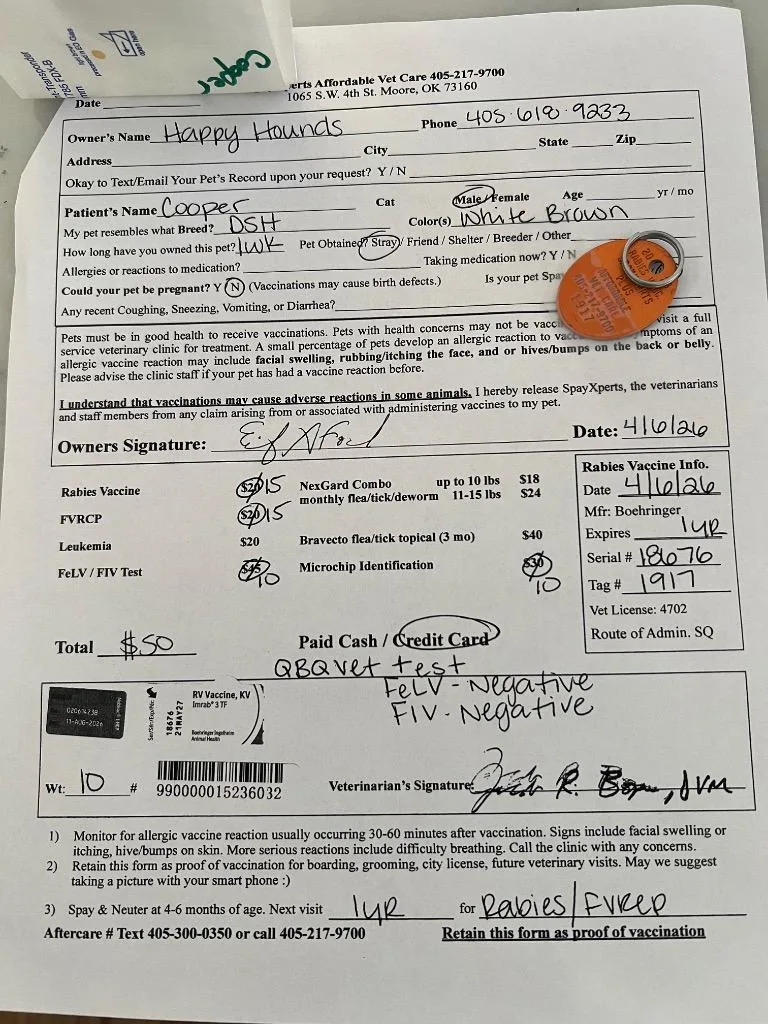 Cooper
Transponder
785 FDX-B
erts Affordable Vet Care 405-217-9700
1065 S.W. 4th St. Moore, OK 73160
Date
Owner's Name Happy Hounds Phone 405·618·9233
Address City State Zip
Okay to Text/Email Your Pet's Record upon your request? Y / N
Patient's Name Cooper Cat Male/Female Age yr / mo
My pet resembles what Breed? DSH Color(s) White Brown
How long have you owned this pet? 1wk Pet Obtained? Stray / Friend / Shelter / Breeder / Other
Allergies or reactions to medication? Taking medication now? Y / N
Could your pet be pregnant? Y N (Vaccinations may cause birth defects.) Is your pet Spa
Any recent Coughing, Sneezing, Vomiting, or Diarrhea?
Pets must be in good health to receive vaccinations. Pets with health concerns may not be vacc visit a full
service veterinary clinic for treatment. A small percentage of pets develop an allergic reaction to vacc mptoms of an
allergic vaccine reaction may include facial swelling, rubbing/itching the face, and or hives/bumps on the back or belly.
Please advise the clinic staff if your pet has had a vaccine reaction before.
I understand that vaccinations may cause adverse reactions in some animals. I hereby release SpayXperts, the veterinarians
and staff members from any claim arising from or associated with administering vaccines to my pet.
Owners Signature: Date: 4/6/26
Rabies Vaccine $20 15 NexGard Combo up to 10 lbs $18
monthly flea/tick/deworm 11-15 lbs $24
FVRCP $20 15
Leukemia $20 Bravecto flea/tick topical (3 mo) $40
FeLV / FIV Test $45 10 Microchip Identification $30 10
Rabies Vaccine Info.
Date 4/6/26
Mfr: Boehringer
Expires 1yR
Serial # 18676
Tag # 1917
Vet License: 4702
Route of Admin. SQ
Total $50 Paid Cash / Credit Card
QBQVet test
FeLV - Negative
FIV - Negative
11-AUG-2026
18676
21MAY27
RV Vaccine, KV
Imrab® 3 TF
Boehringer Ingelheim
Animal Health
Wt: 10 # 990000015236032 Veterinarian's Signature: DVM
1) Monitor for allergic vaccine reaction usually occurring 30-60 minutes after vaccination. Signs include facial swelling or
itching, hive/bumps on skin. More serious reactions include difficulty breathing. Call the clinic with any concerns.
2) Retain this form as proof of vaccination for boarding, grooming, city license, future veterinary visits. May we suggest
taking a picture with your smart phone :)
3) Spay & Neuter at 4-6 months of age. Next visit 1yR for Rabies/FVRCP
Aftercare # Text 405-300-0350 or call 405-217-9700 Retain this form as proof of vaccination